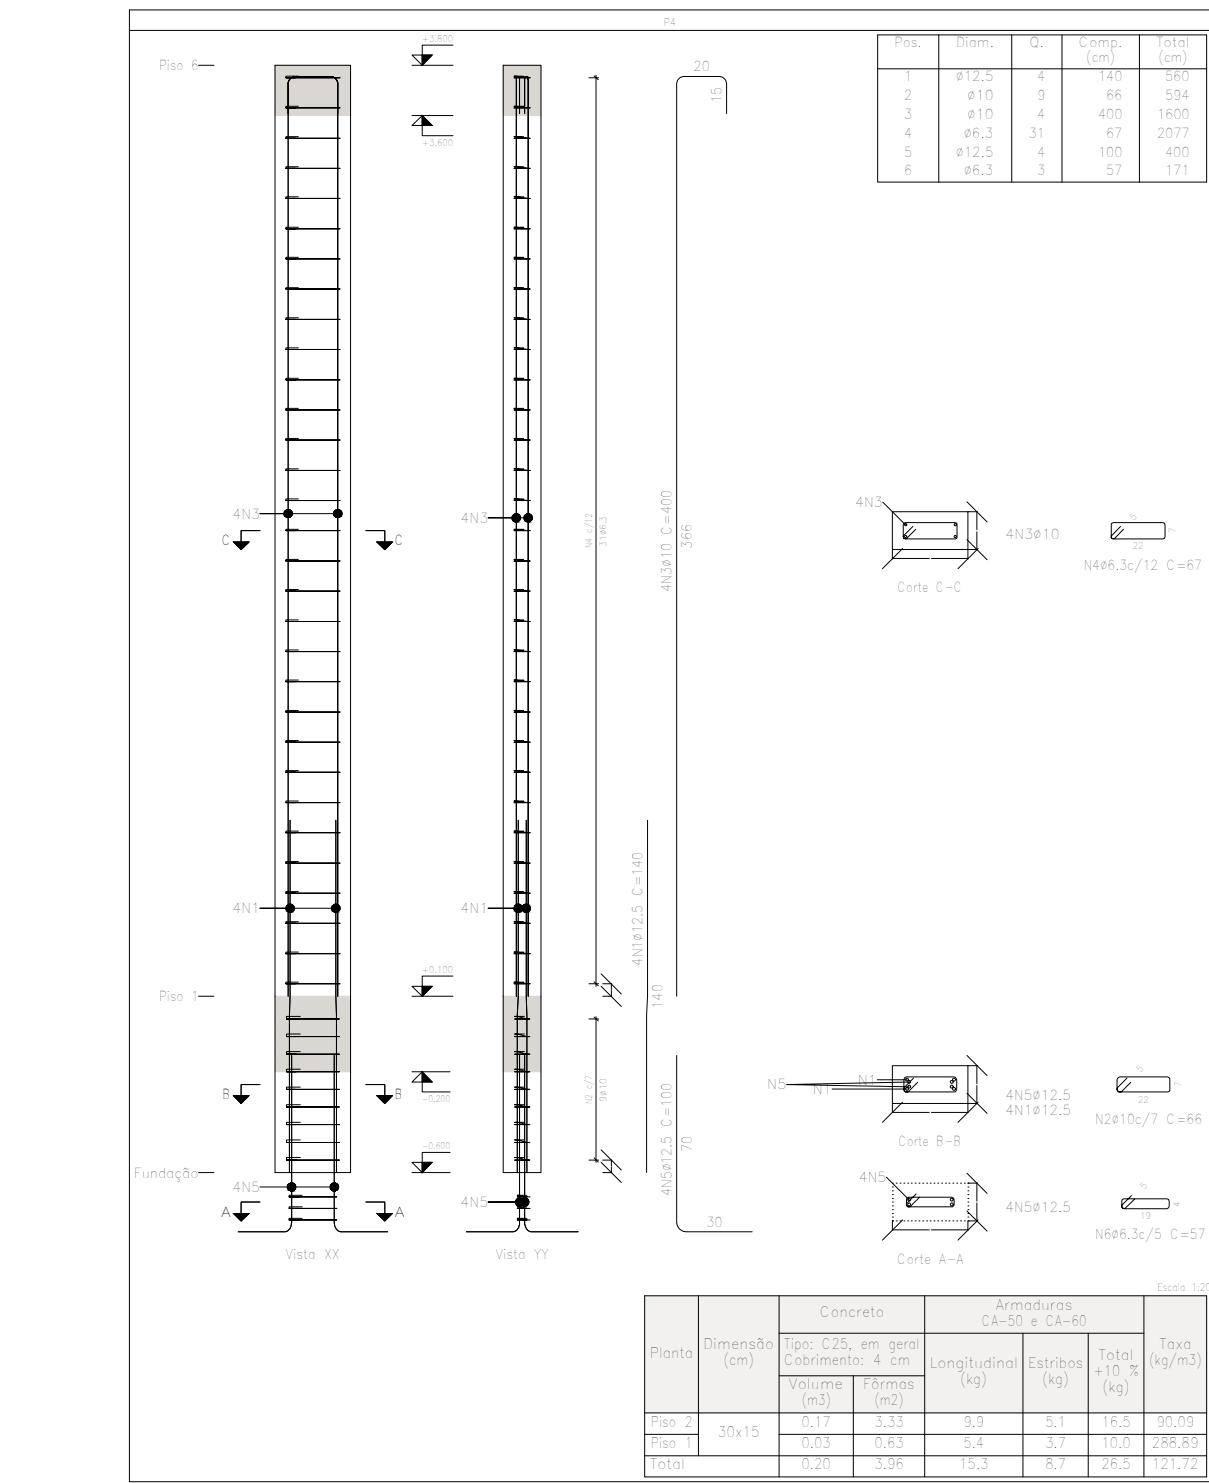 P4
Pos. Diam. Q. Comp. (cm) Total (cm)
1 ø12.5 4 140 560
2 ø10 9 66 594
3 ø10 4 400 1600
4 ø6.3 31 67 2077
5 ø12.5 4 100 400
6 ø6.3 3 57 171
Piso 6
+3.800
+3.600
20
15
4N3
4N3
C
C
N4 c/12
31ø6.3
4N3ø10 C=400
366
4N3
4N3ø10
Corte C-C
5
7
22
N4ø6.3c/12 C=67
4N1
4N1
4N1ø12.5 C=140
140
Piso 1
+0.100
-0.200
B
B
N2 c/7
9ø10
4N5ø12.5 C=100
70
30
N5
N1
N1
4N5ø12.5
4N1ø12.5
Corte B-B
5
7
22
N2ø10c/7 C=66
Fundação
-0.600
4N5
4N5
A
A
Vista XX
Vista YY
4N5
4N5ø12.5
Corte A-A
5
4
19
N6ø6.3c/5 C=57
Escala 1:20
Planta
Dimensão (cm)
Concreto
Tipo: C25, em geral
Cobrimento: 4 cm
Volume (m3)
Fôrmas (m2)
Armaduras
CA-50 e CA-60
Longitudinal (kg)
Estribos (kg)
Total +10 % (kg)
Taxa (kg/m3)
Piso 2 30x15 0.17 3.33 9.9 5.1 16.5 90.09
Piso 1 0.03 0.63 5.4 3.7 10.0 288.89
Total 0.20 3.96 15.3 8.7 26.5 121.72